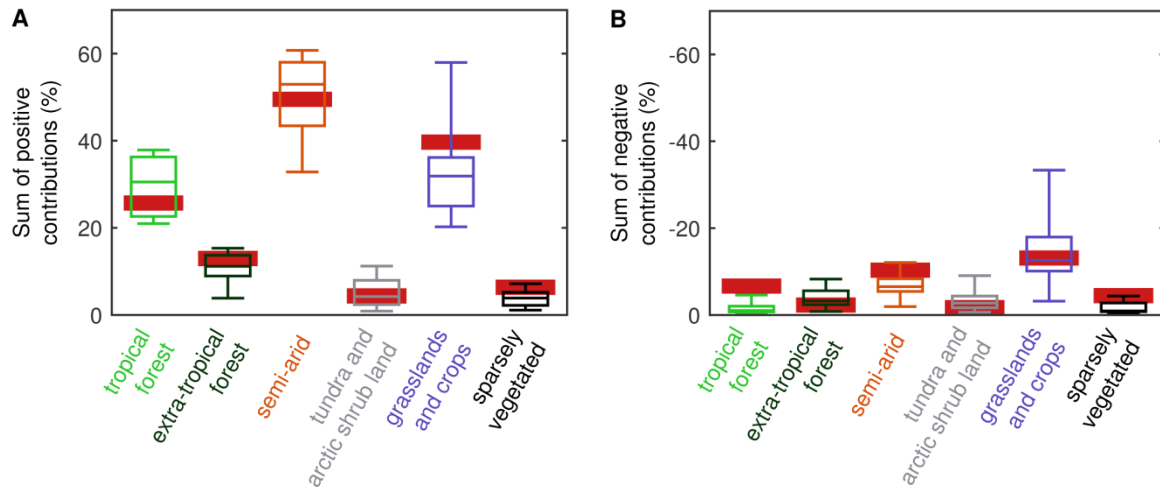 A
Sum of positive
contributions (%)
60
40
20
0
tropical
forest
extra-tropical
forest
semi-arid
tundra and
arctic shrub land
grasslands
and crops
sparsely
vegetated
B
Sum of negative
contributions (%)
-60
-40
-20
0
tropical
forest
extra-tropical
forest
semi-arid
tundra and
arctic shrub land
grasslands
and crops
sparsely
vegetated